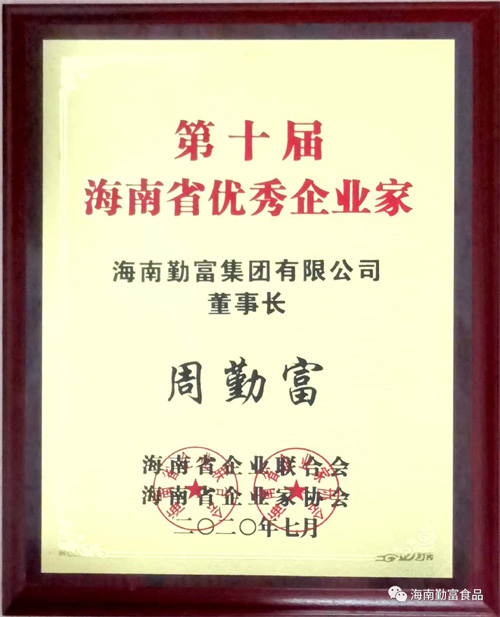 第十届
海南省优秀企业家
海南勤富集团有限公司
董事长
周勤富
海南省企业联合会
海南省企业家协会
二〇二〇年七月
海南勤富食品